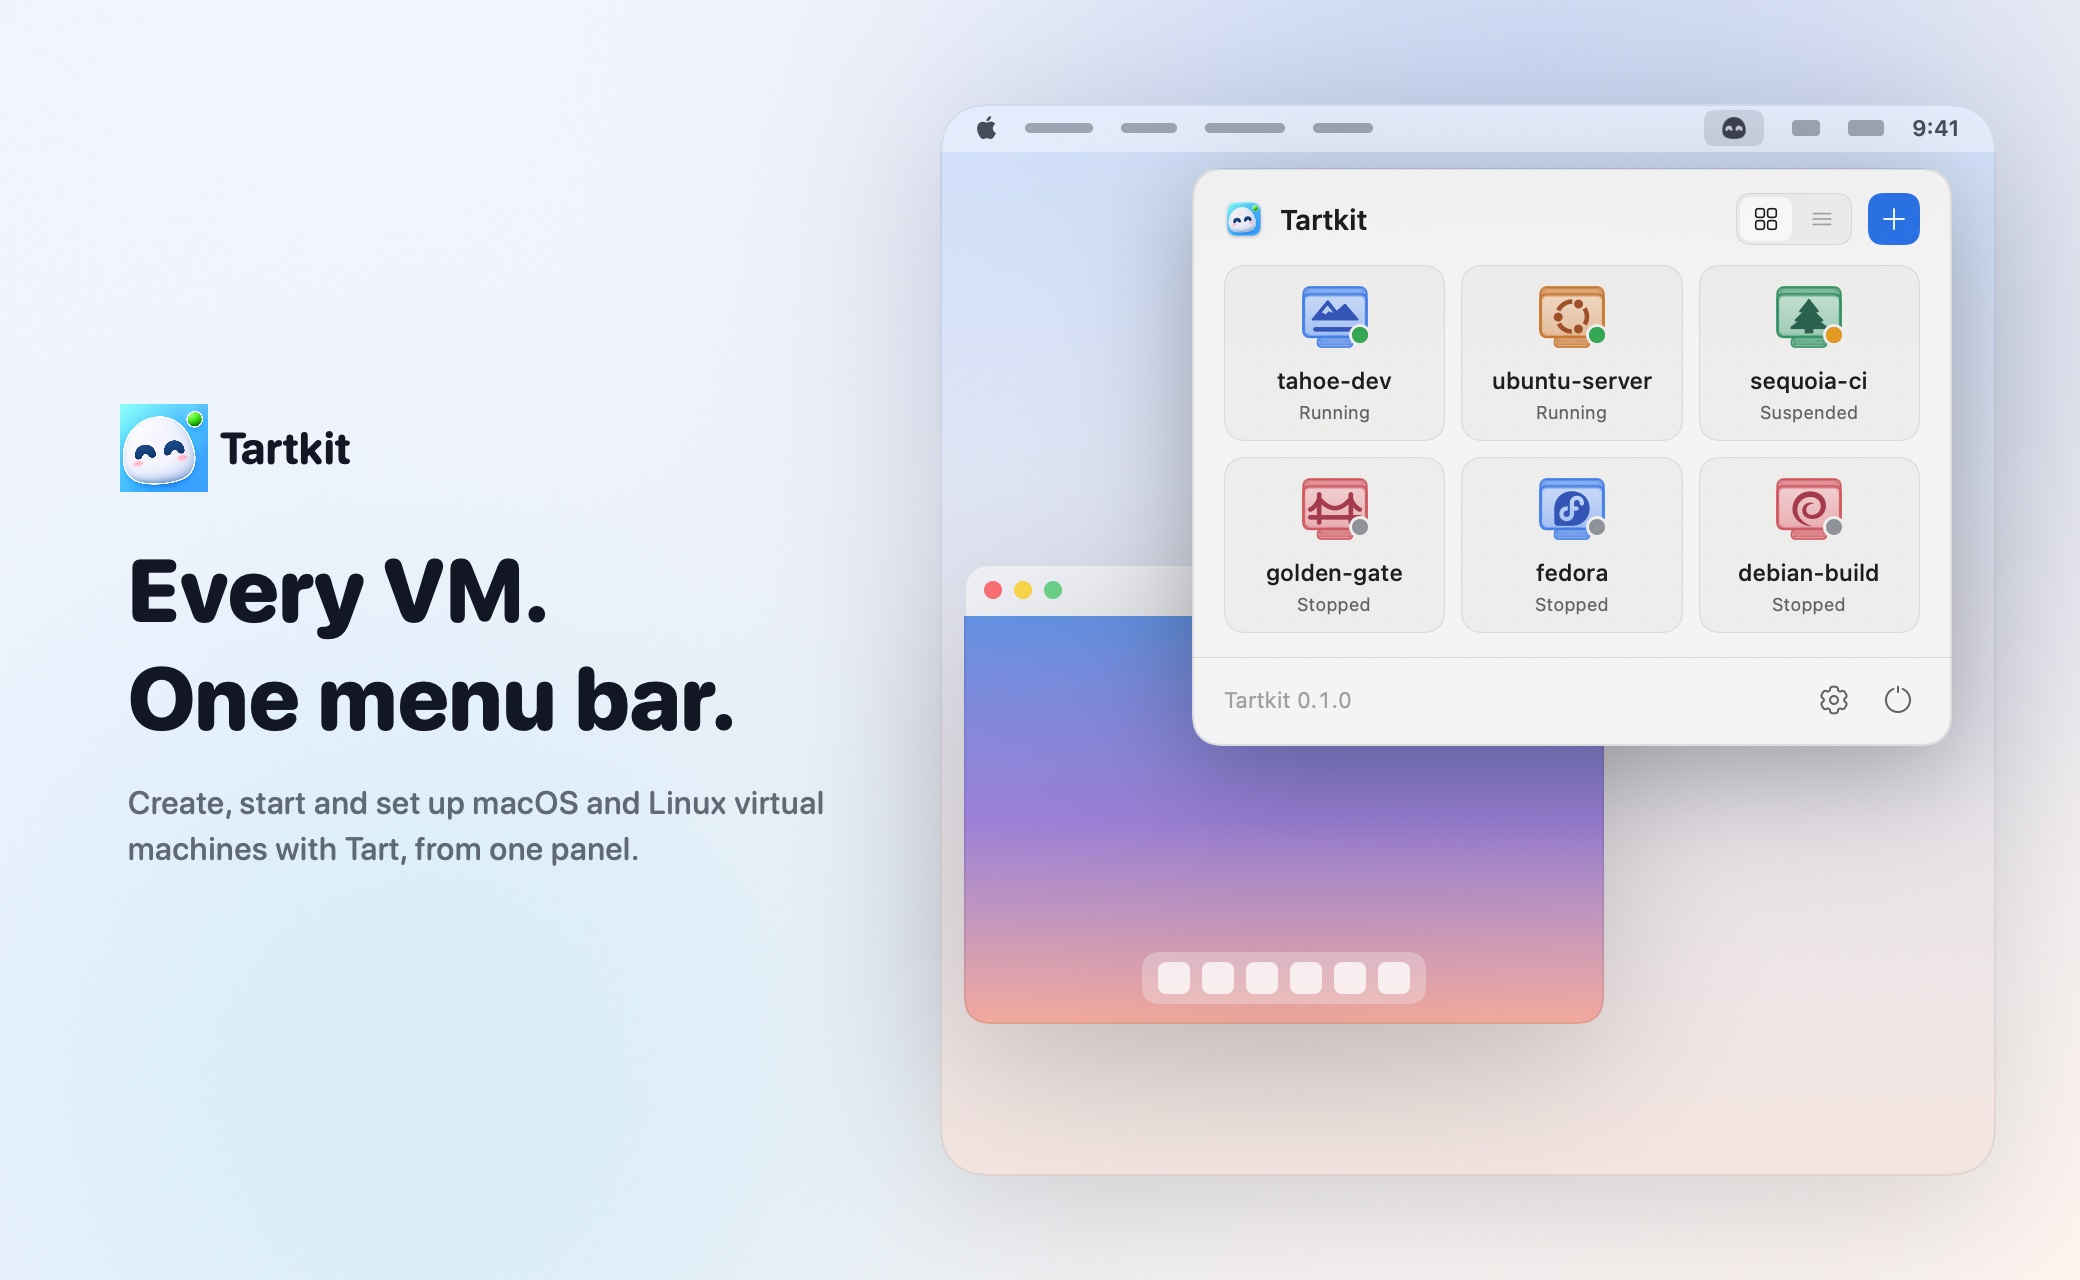 Tartkit
Every VM.
One menu bar.
Create, start and set up macOS and Linux virtual
machines with Tart, from one panel.
9:41
Tartkit
tahoe-dev
Running
ubuntu-server
Running
sequoia-ci
Suspended
golden-gate
Stopped
fedora
Stopped
debian-build
Stopped
Tartkit 0.1.0